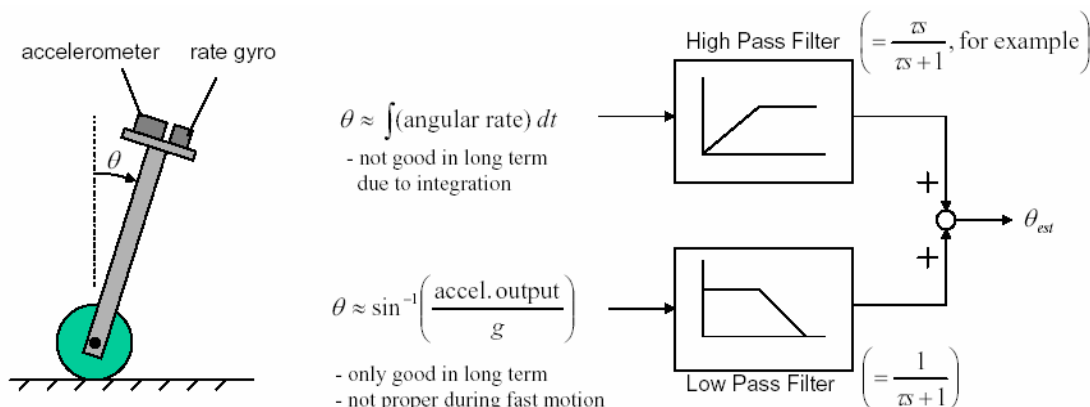 accelerometer rate gyro
θ
θ ≈ ∫(angular rate) dt
- not good in long term
due to integration
High Pass Filter
(= τs / τs + 1, for example)
+
+
θest
θ ≈ sin⁻¹(accel. output / g)
- only good in long term
- not proper during fast motion
Low Pass Filter
(= 1 / τs + 1)